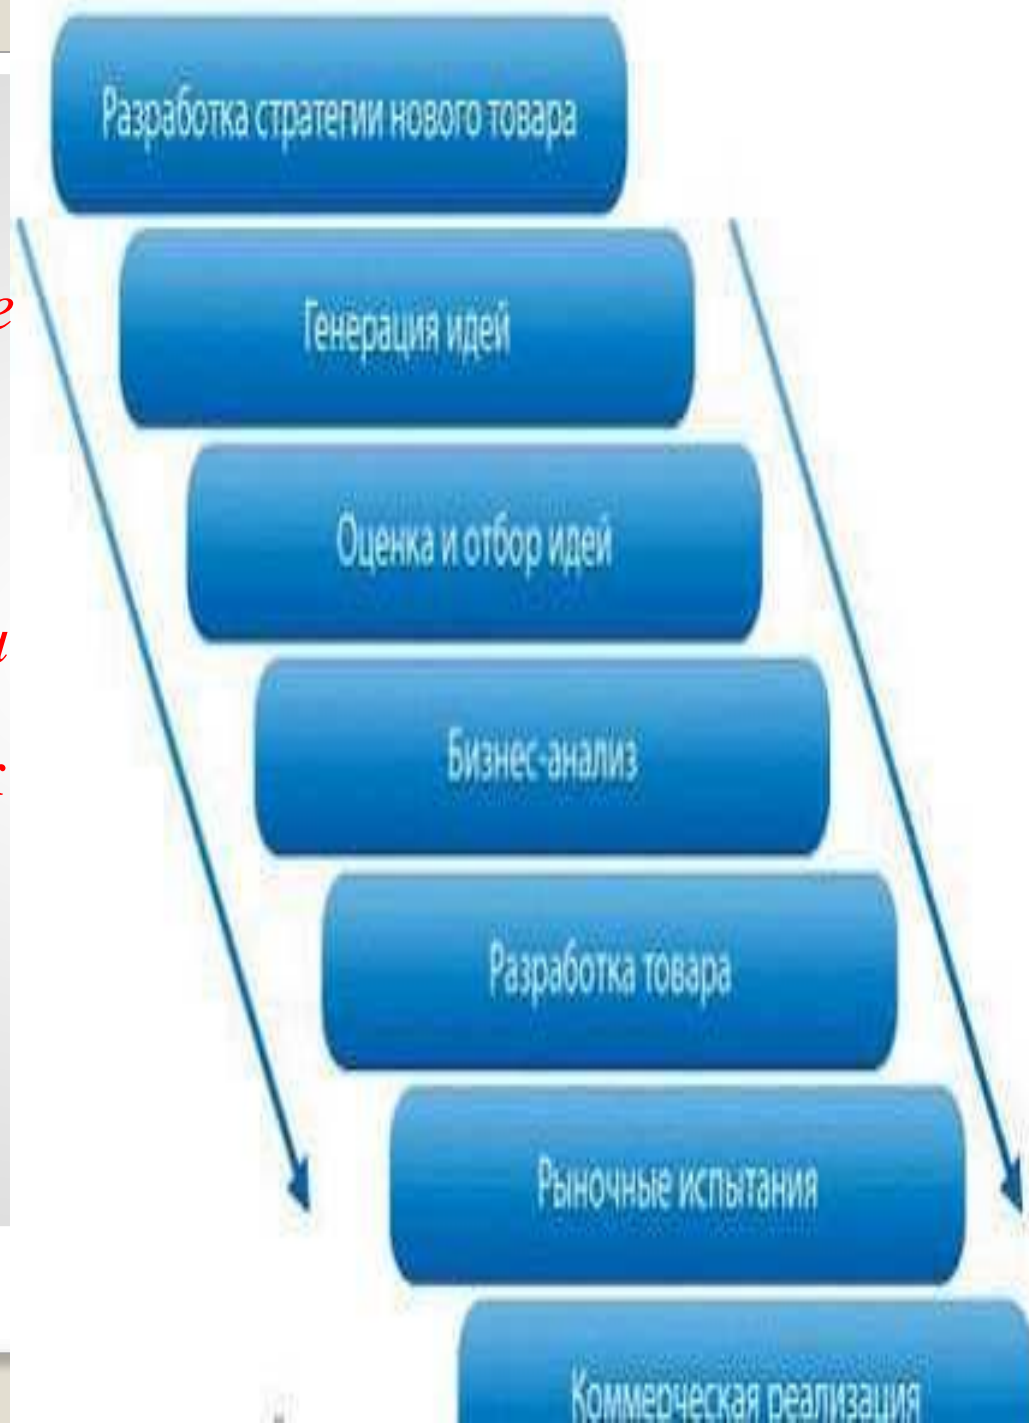 Разработка стратегии нового товара
Генерация идей
Оценка и отбор идей
Бизнес-анализ
Разработка товара
Рыночные испытания
Коммерческая реализация